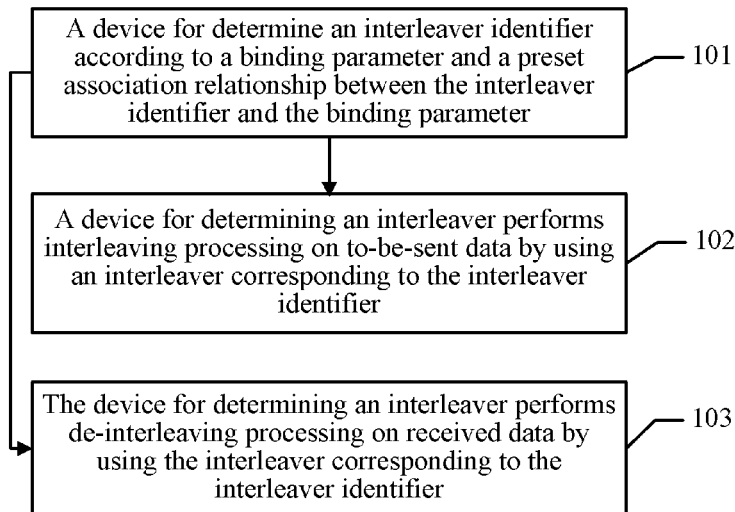 A device for determine an interleaver identifier
according to a binding parameter and a preset
association relationship between the interleaver
identifier and the binding parameter
101
A device for determining an interleaver performs
interleaving processing on to-be-sent data by using
an interleaver corresponding to the interleaver
identifier
102
The device for determining an interleaver performs
de-interleaving processing on received data by
using the interleaver corresponding to the
interleaver identifier
103